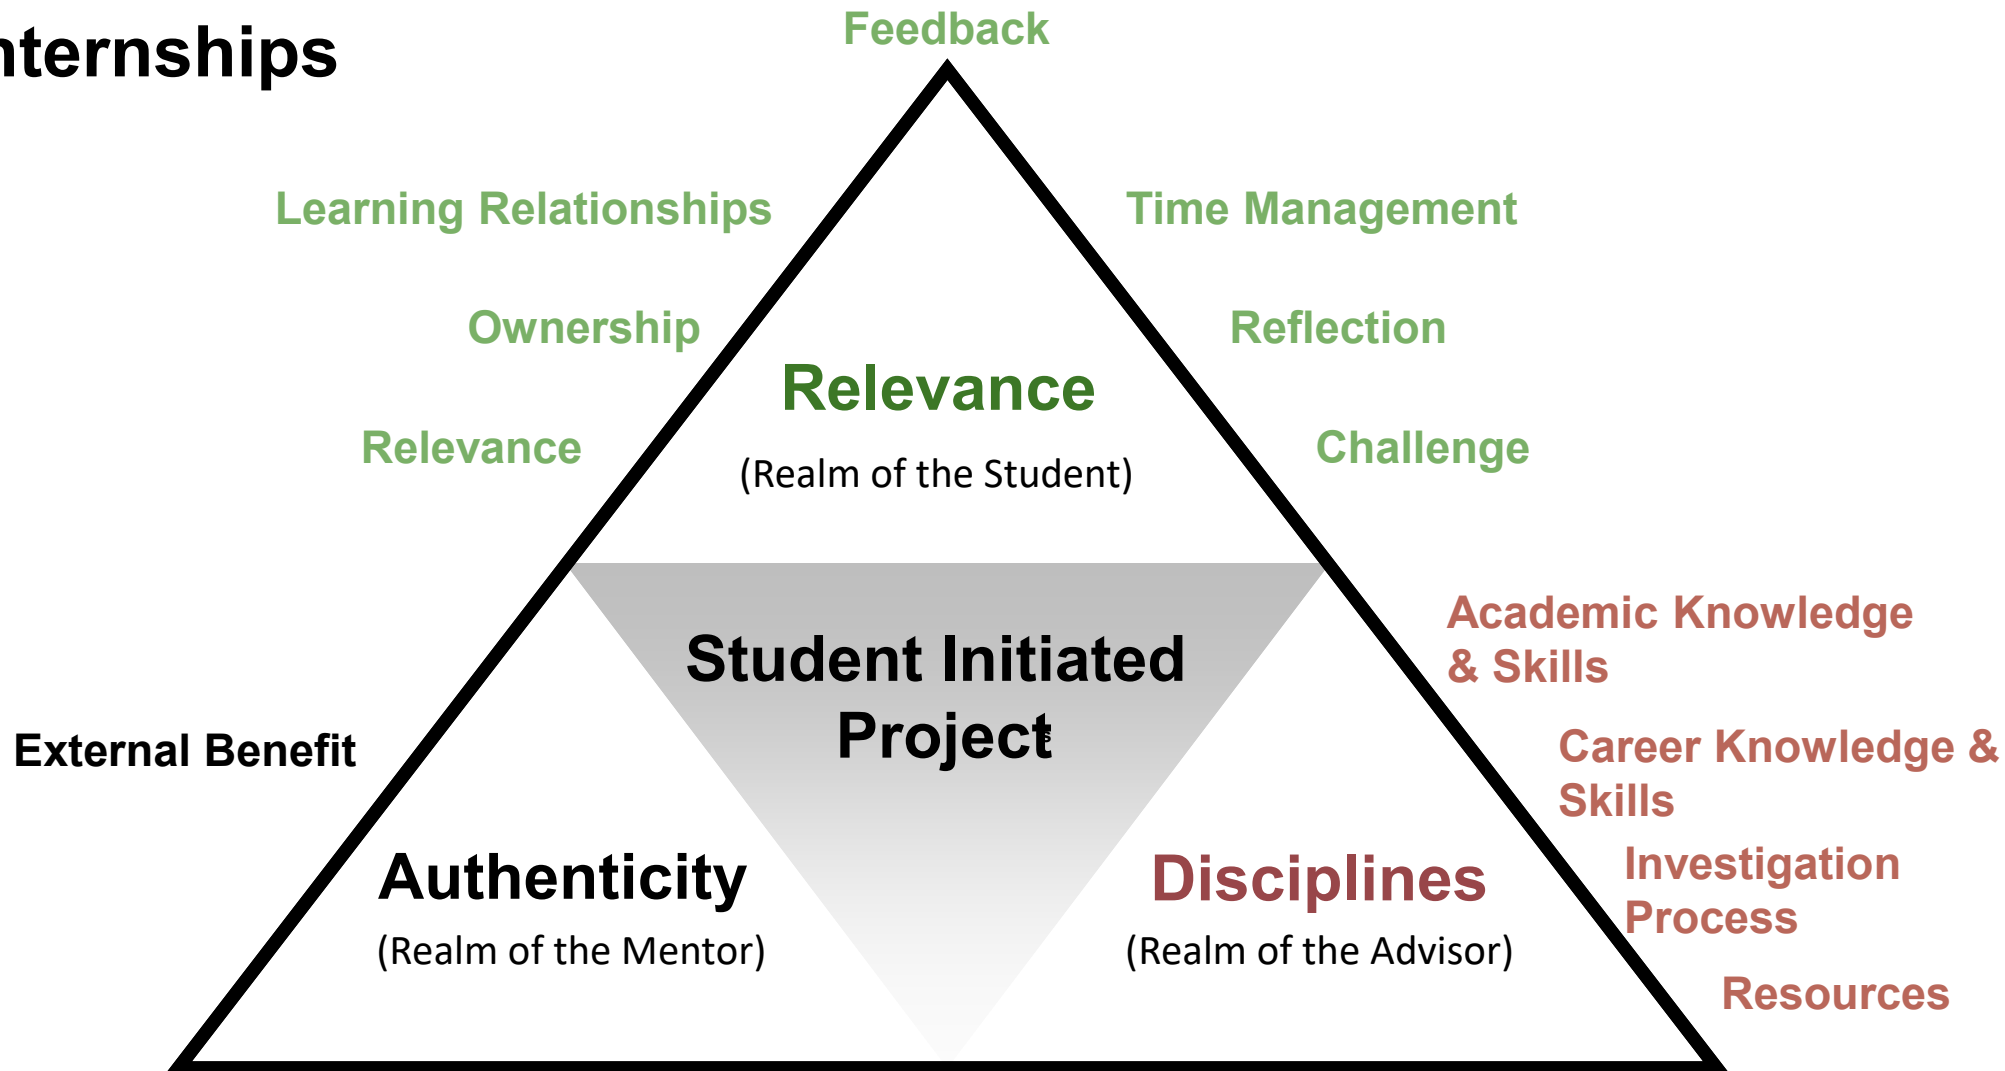 nternships
Feedback
Learning Relationships
Time Management
Ownership
Reflection
Relevance
Relevance
Challenge
(Realm of the Student)
Academic Knowledge
& Skills
Student Initiated
Project
s
External Benefit
Career Knowledge &
Skills
Authenticity
Disciplines
Investigation
Process
(Realm of the Mentor)
(Realm of the Advisor)
Resources